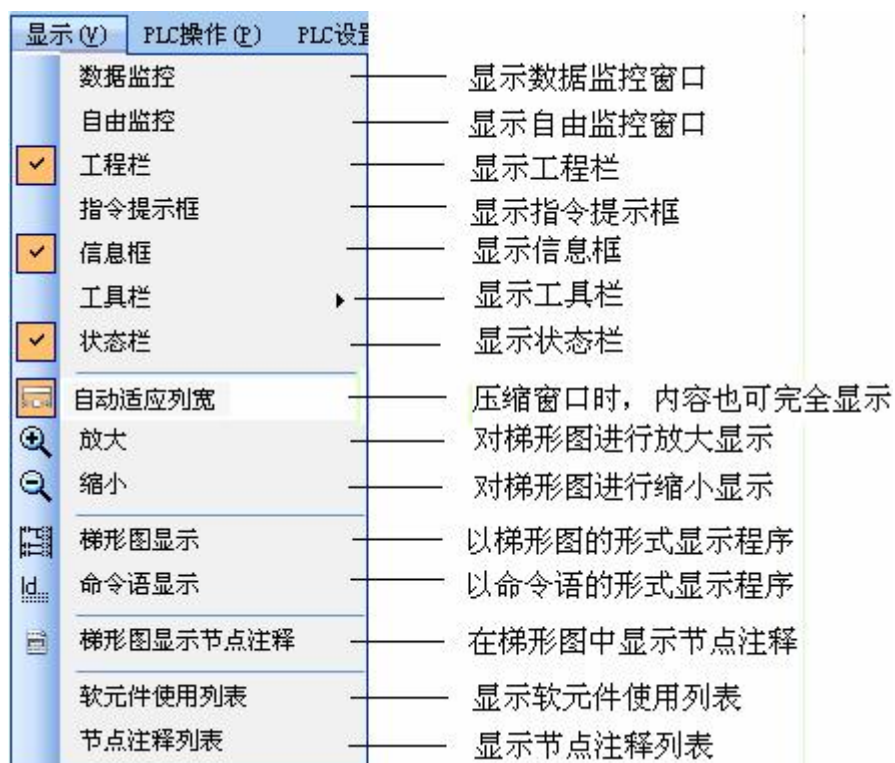 显示(V) PLC操作(P) PLC设
数据监控 显示数据监控窗口
自由监控 显示自由监控窗口
工程栏 显示工程栏
指令提示框 显示指令提示框
信息框 显示信息框
工具栏 显示工具栏
状态栏 显示状态栏
自动适应列宽 压缩窗口时，内容也可完全显示
放大 对梯形图进行放大显示
缩小 对梯形图进行缩小显示
梯形图显示 以梯形图的形式显示程序
ld... 命令语显示 以命令语的形式显示程序
梯形图显示节点注释 在梯形图中显示节点注释
软元件使用列表 显示软元件使用列表
节点注释列表 显示节点注释列表